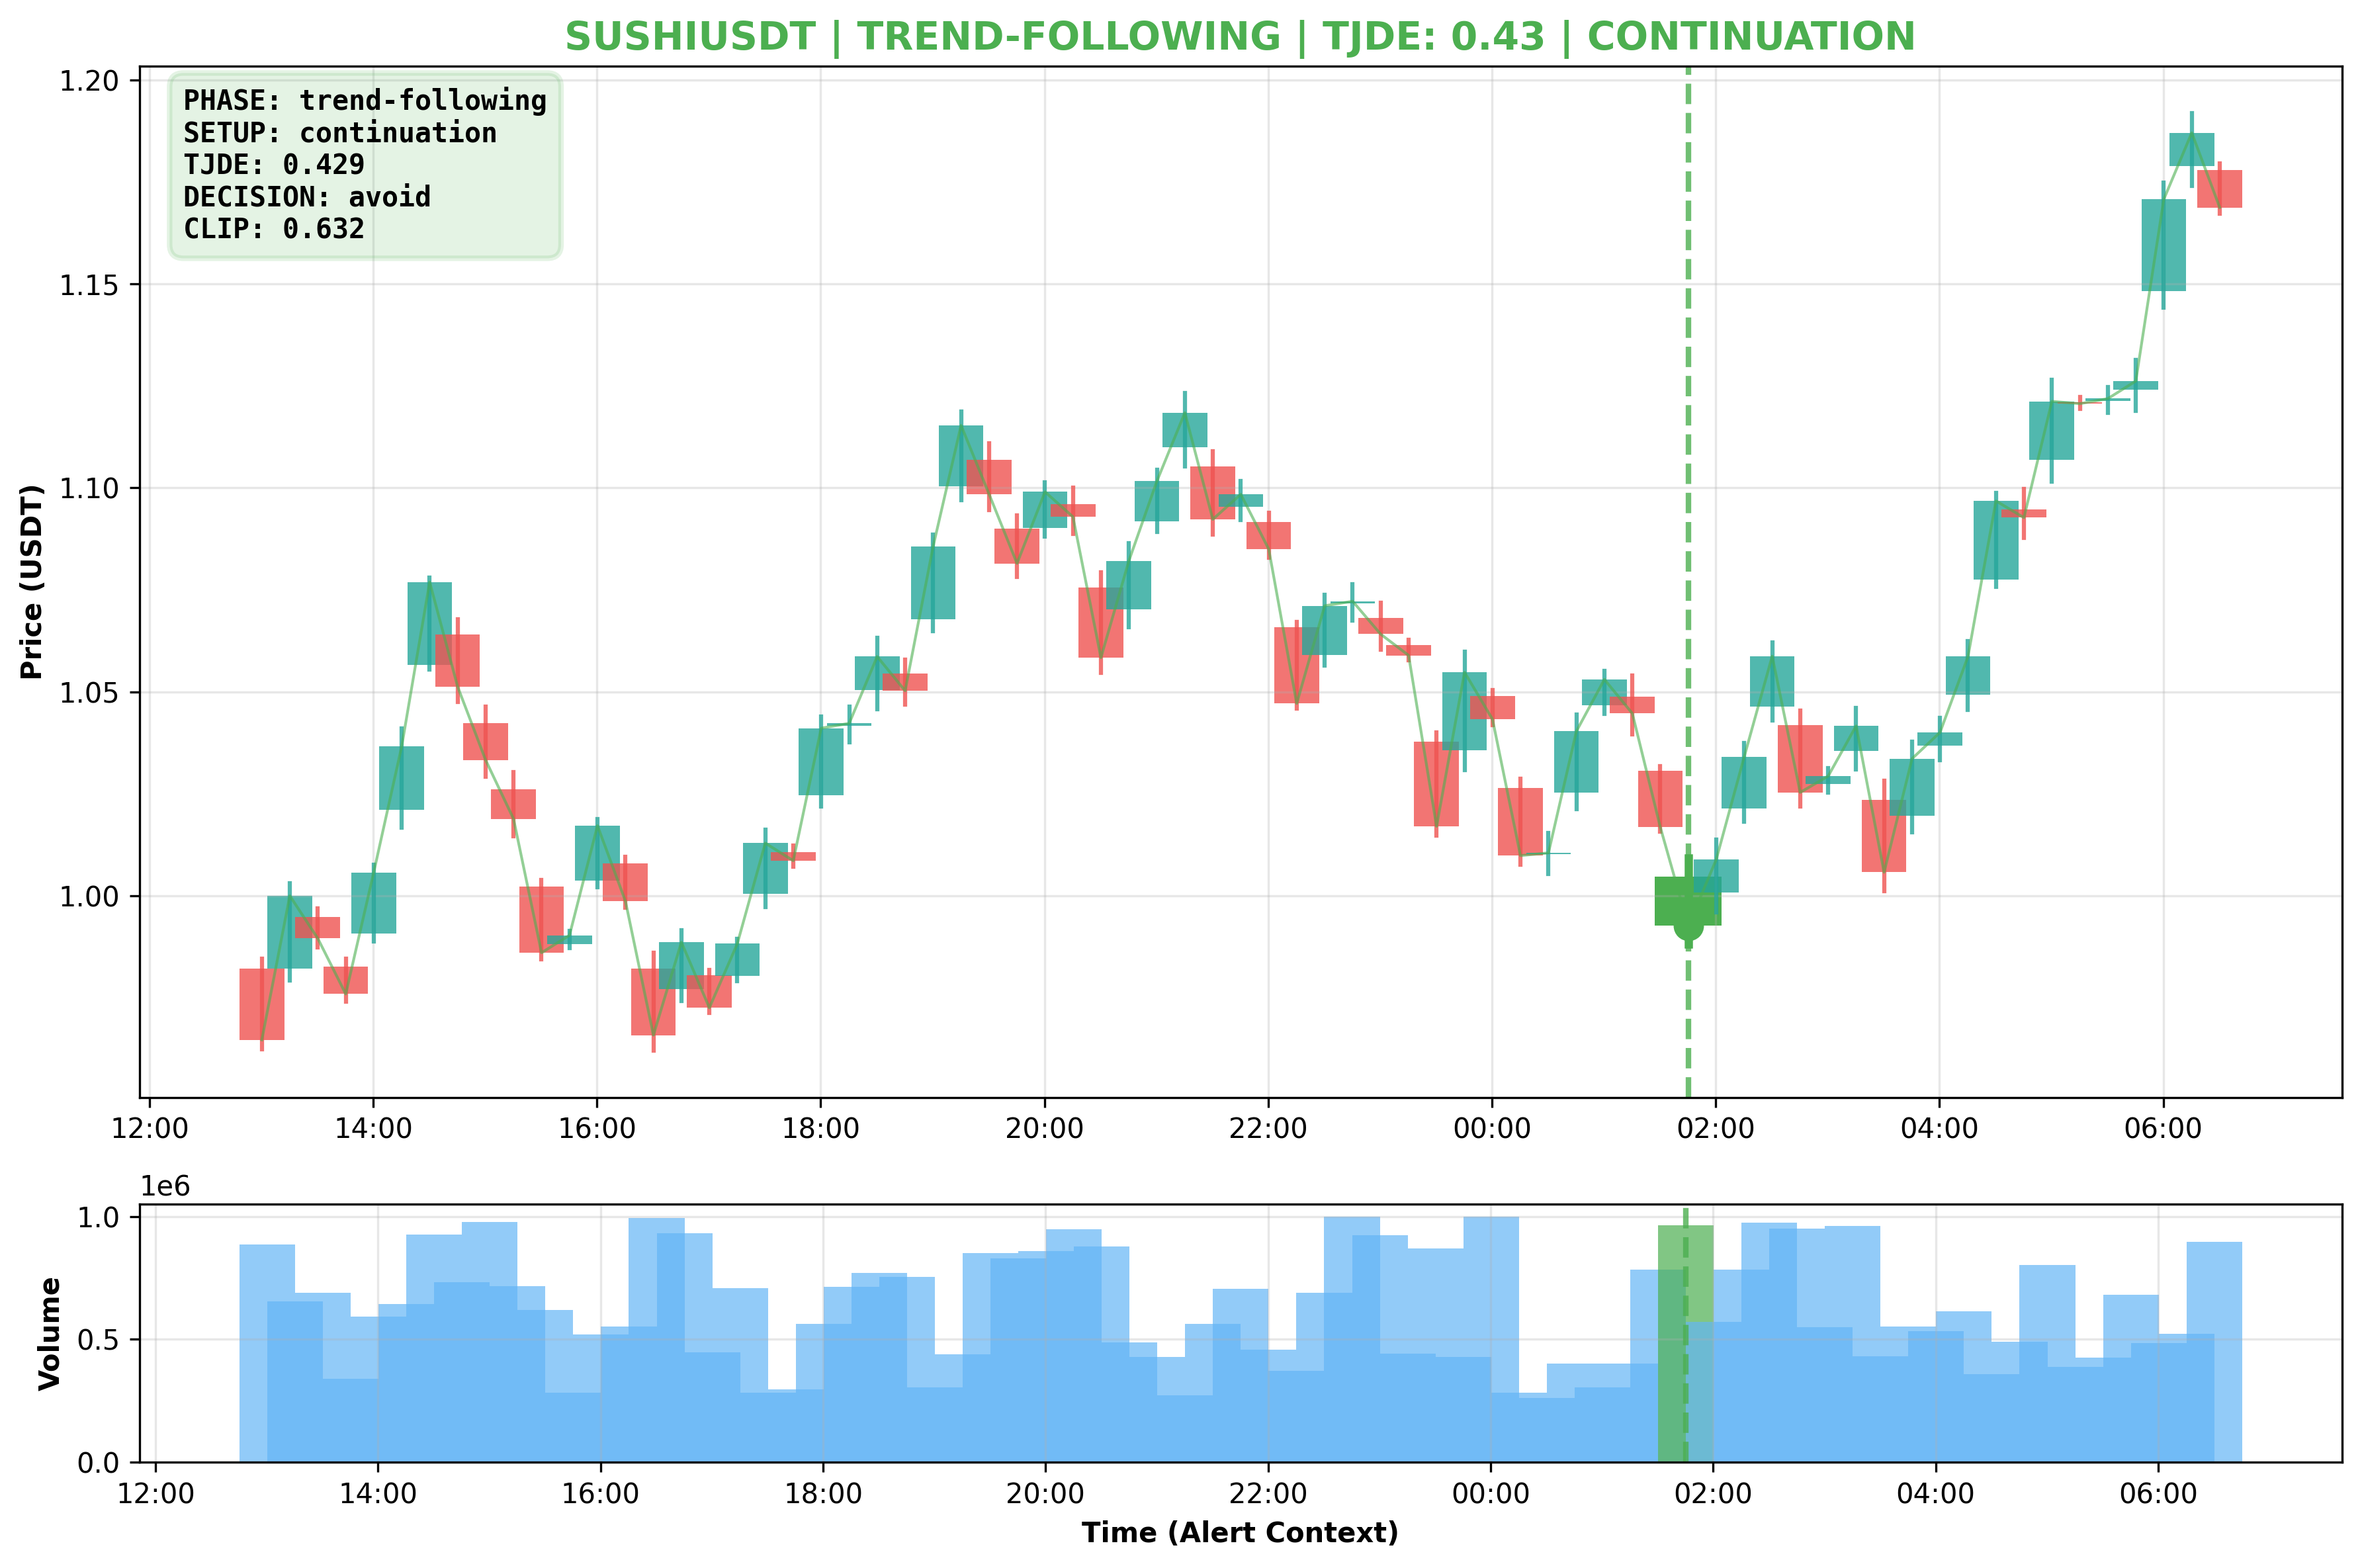 SUSHIUSDT | TREND-FOLLOWING | TJDE: 0.43 | CONTINUATION
PHASE: trend-following
SETUP: continuation
TJDE: 0.429
DECISION: avoid
CLIP: 0.632
Price (USDT)
1.20
1.15
1.10
1.05
1.00
12:00 14:00 16:00 18:00 20:00 22:00 00:00 02:00 04:00 06:00
1e6
Volume
1.0
0.5
0.0
12:00 14:00 16:00 18:00 20:00 22:00 00:00 02:00 04:00 06:00
Time (Alert Context)